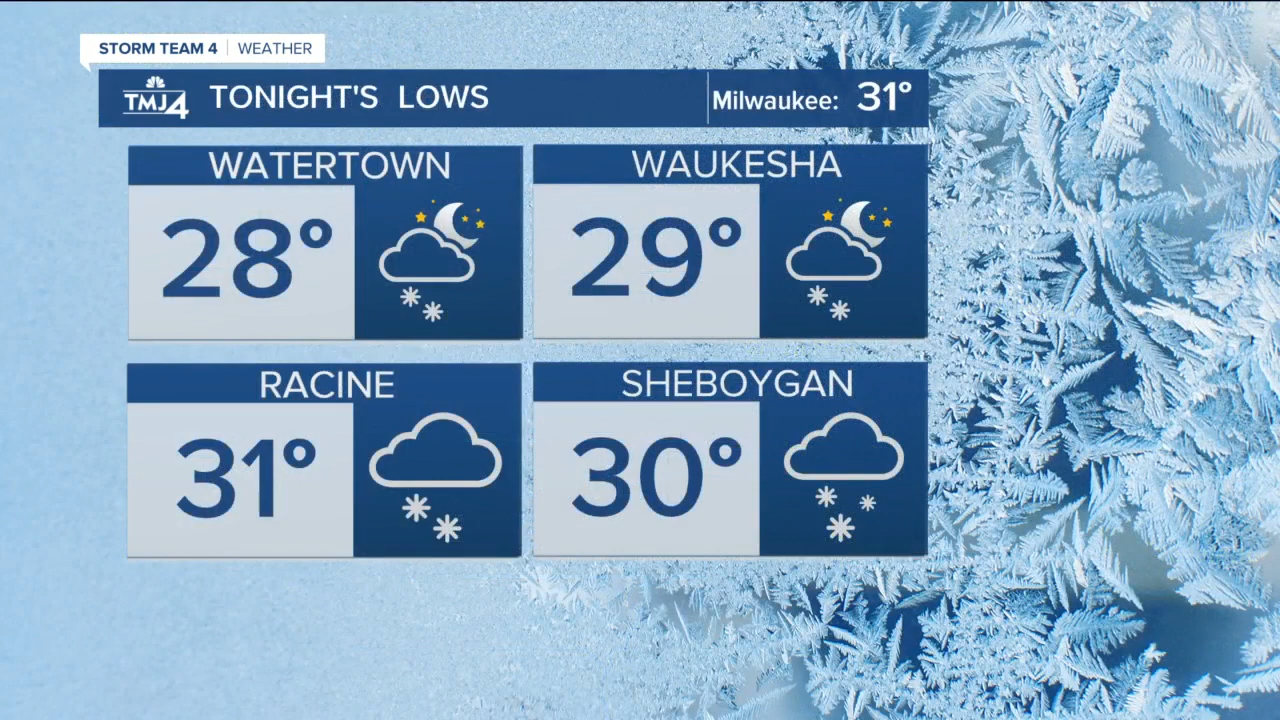 STORM TEAM 4 | WEATHER
TMJ4 TONIGHT'S LOWS
Milwaukee: 31°
WATERTOWN
28°
WAUKESHA
29°
RACINE
31°
SHEBOYGAN
30°